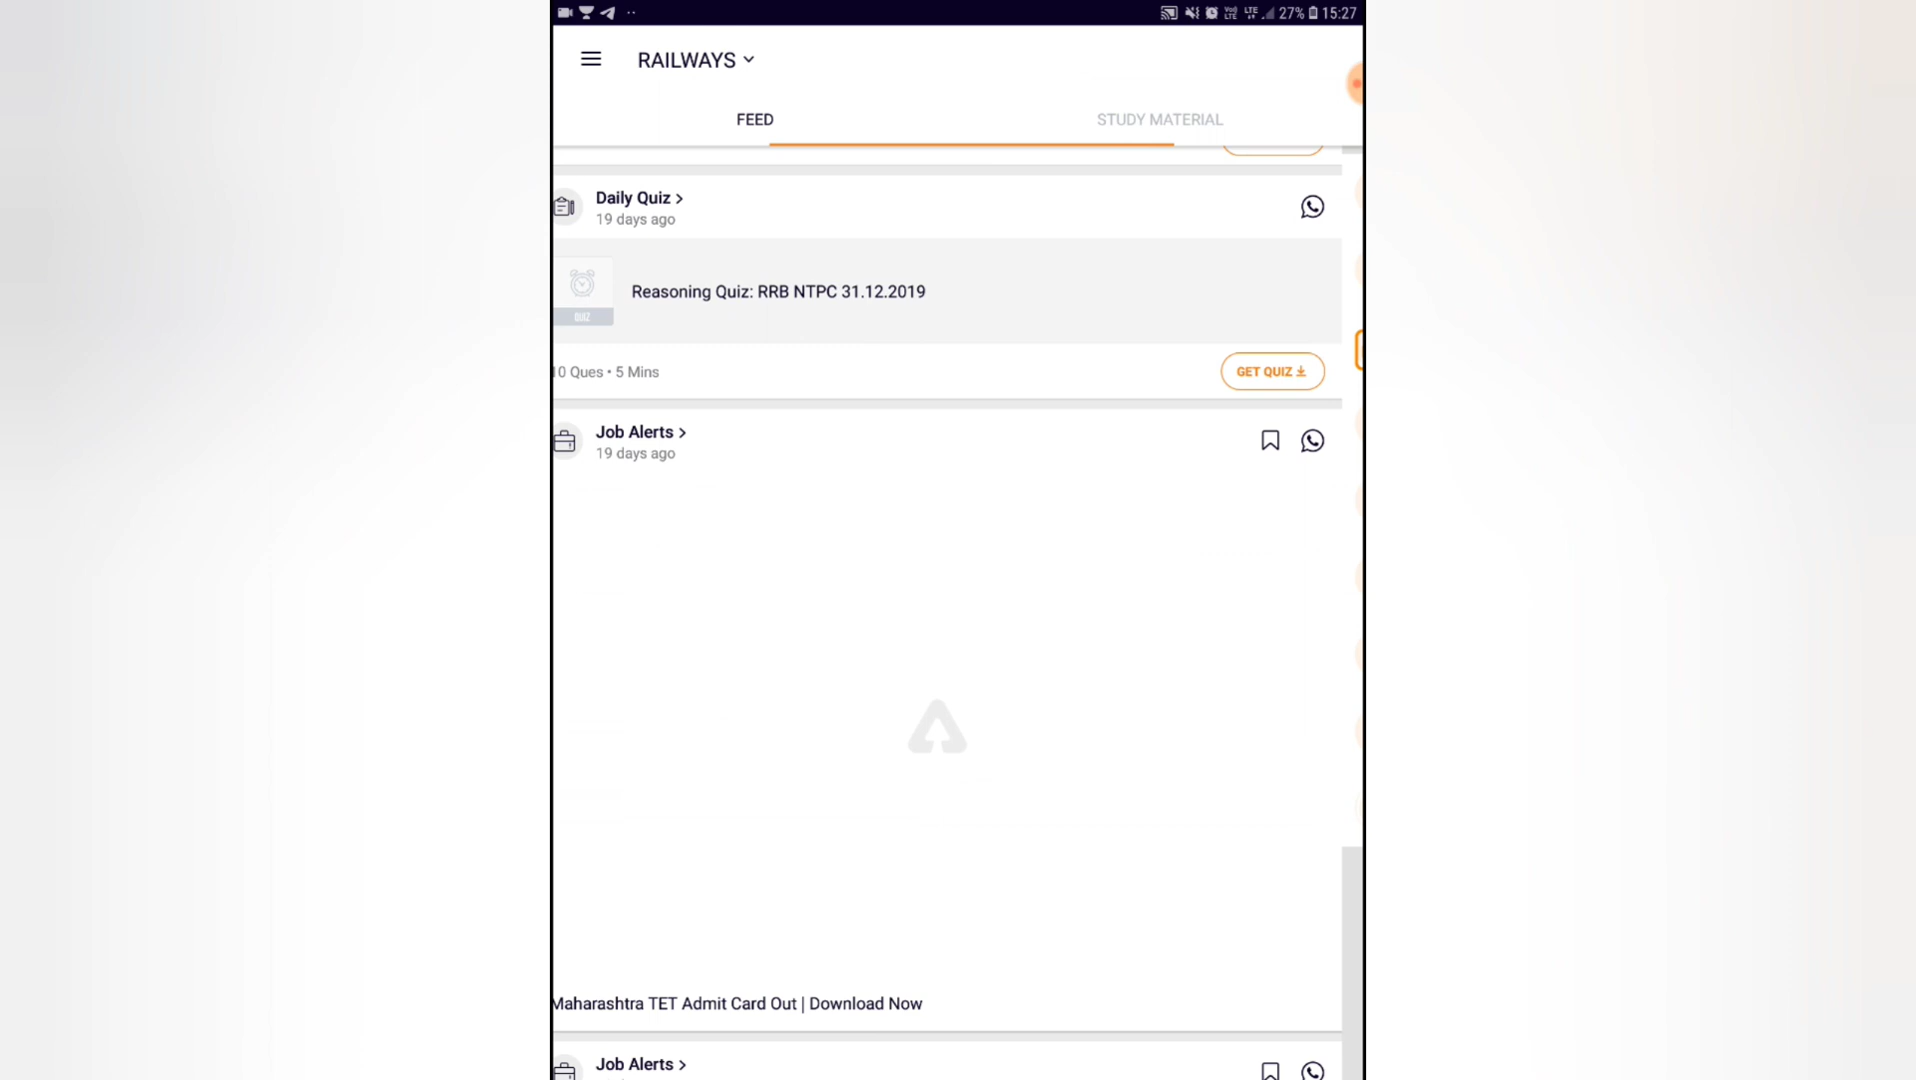 27% 15:27
RAILWAYS
FEED
STUDY MATERIAL
Daily Quiz >
19 days ago
QUIZ
Reasoning Quiz: RRB NTPC 31.12.2019
10 Ques • 5 Mins
GET QUIZ
Job Alerts >
19 days ago
Maharashtra TET Admit Card Out | Download Now
Job Alerts >